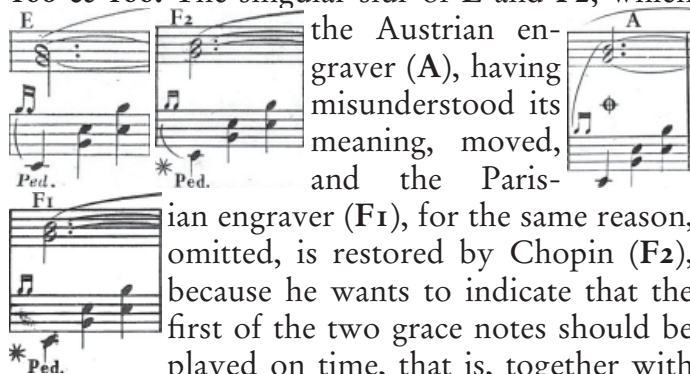 166 & 168. The singular slur of E and F2, which
E
F2
A
the Austrian en-
graver (A), having
misunderstood its
meaning, moved,
and the Paris-
Ped.
Ped.
F1
ian engraver (F1), for the same reason,
omitted, is restored by Chopin (F2),
because he wants to indicate that the
first of the two grace notes should be
played on time, that is, together with
Ped.